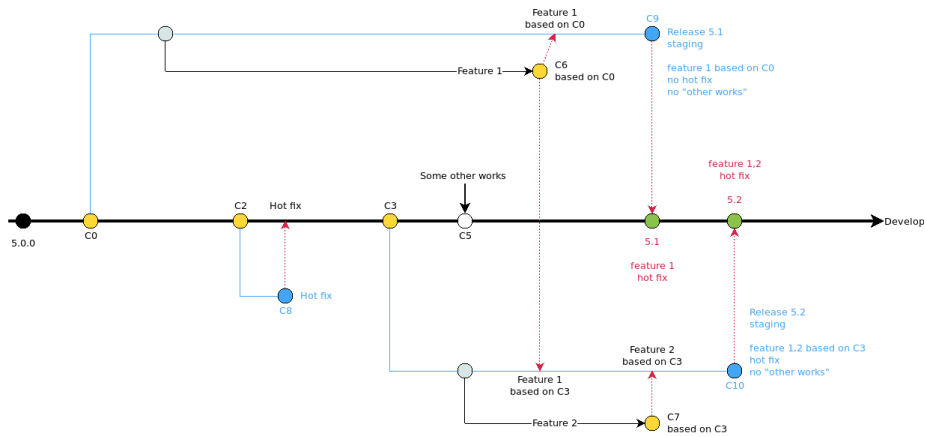 Feature 1
based on C0
C9
Release 5.1
staging
feature 1 based on C0
no hot fix
no "other works"
Feature 1
C6
based on C0
Some other works
feature 1,2
hot fix
5.2
C2
Hot fix
C3
Develop
5.0.0
C0
C5
5.1
feature 1
hot fix
Hot fix
C8
Release 5.2
staging
feature 1,2 based on C3
hot fix
no "other works"
Feature 2
based on C3
Feature 1
based on C3
C10
Feature 2
C7
based on C3